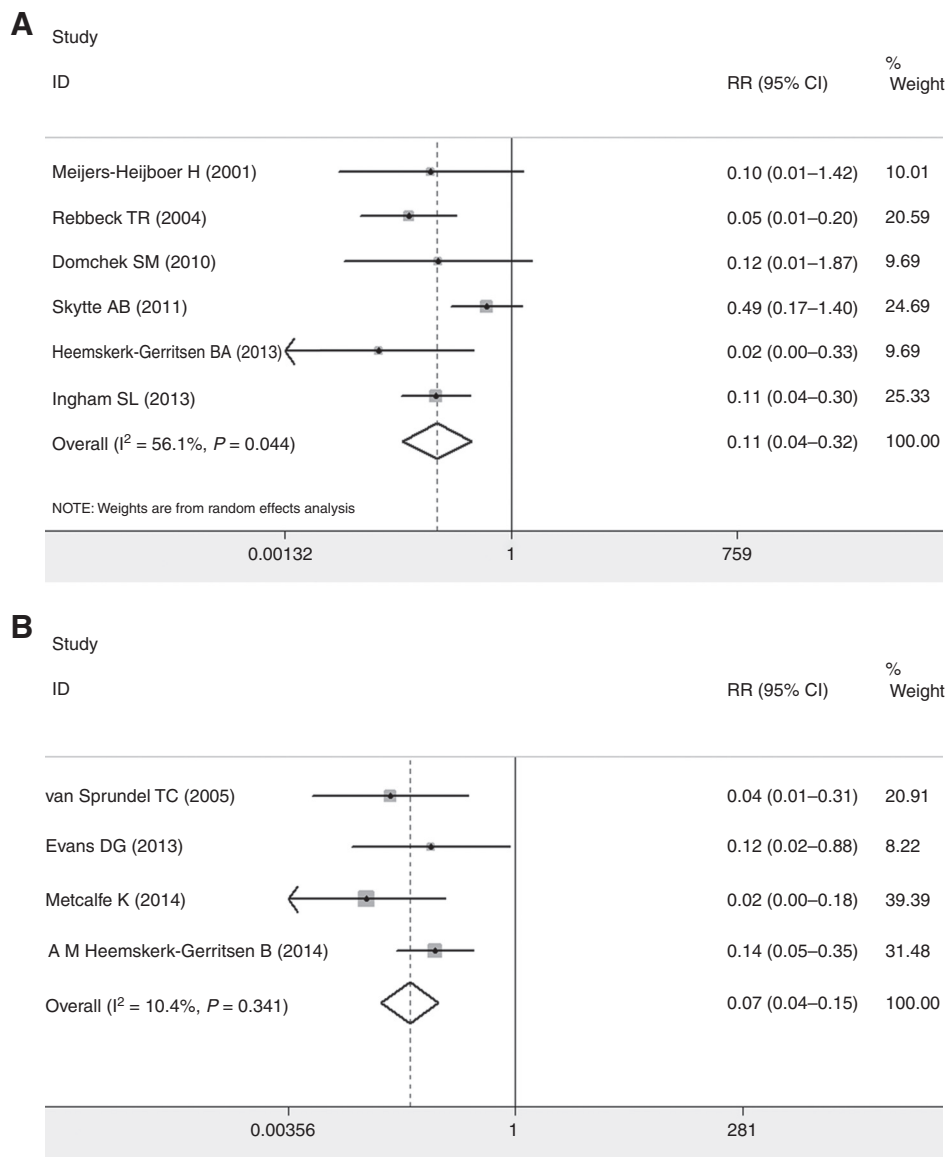 A
Study
ID
RR (95% CI)
%
Weight
Meijers-Heijboer H (2001) 0.10 (0.01–1.42) 10.01
Rebbeck TR (2004) 0.05 (0.01–0.20) 20.59
Domchek SM (2010) 0.12 (0.01–1.87) 9.69
Skytte AB (2011) 0.49 (0.17–1.40) 24.69
Heemskerk-Gerritsen BA (2013) 0.02 (0.00–0.33) 9.69
Ingham SL (2013) 0.11 (0.04–0.30) 25.33
Overall (I² = 56.1%, P = 0.044) 0.11 (0.04–0.32) 100.00
NOTE: Weights are from random effects analysis
0.00132 1 759
B
Study
ID
RR (95% CI)
%
Weight
van Sprundel TC (2005) 0.04 (0.01–0.31) 20.91
Evans DG (2013) 0.12 (0.02–0.88) 8.22
Metcalfe K (2014) 0.02 (0.00–0.18) 39.39
A M Heemskerk-Gerritsen B (2014) 0.14 (0.05–0.35) 31.48
Overall (I² = 10.4%, P = 0.341) 0.07 (0.04–0.15) 100.00
0.00356 1 281